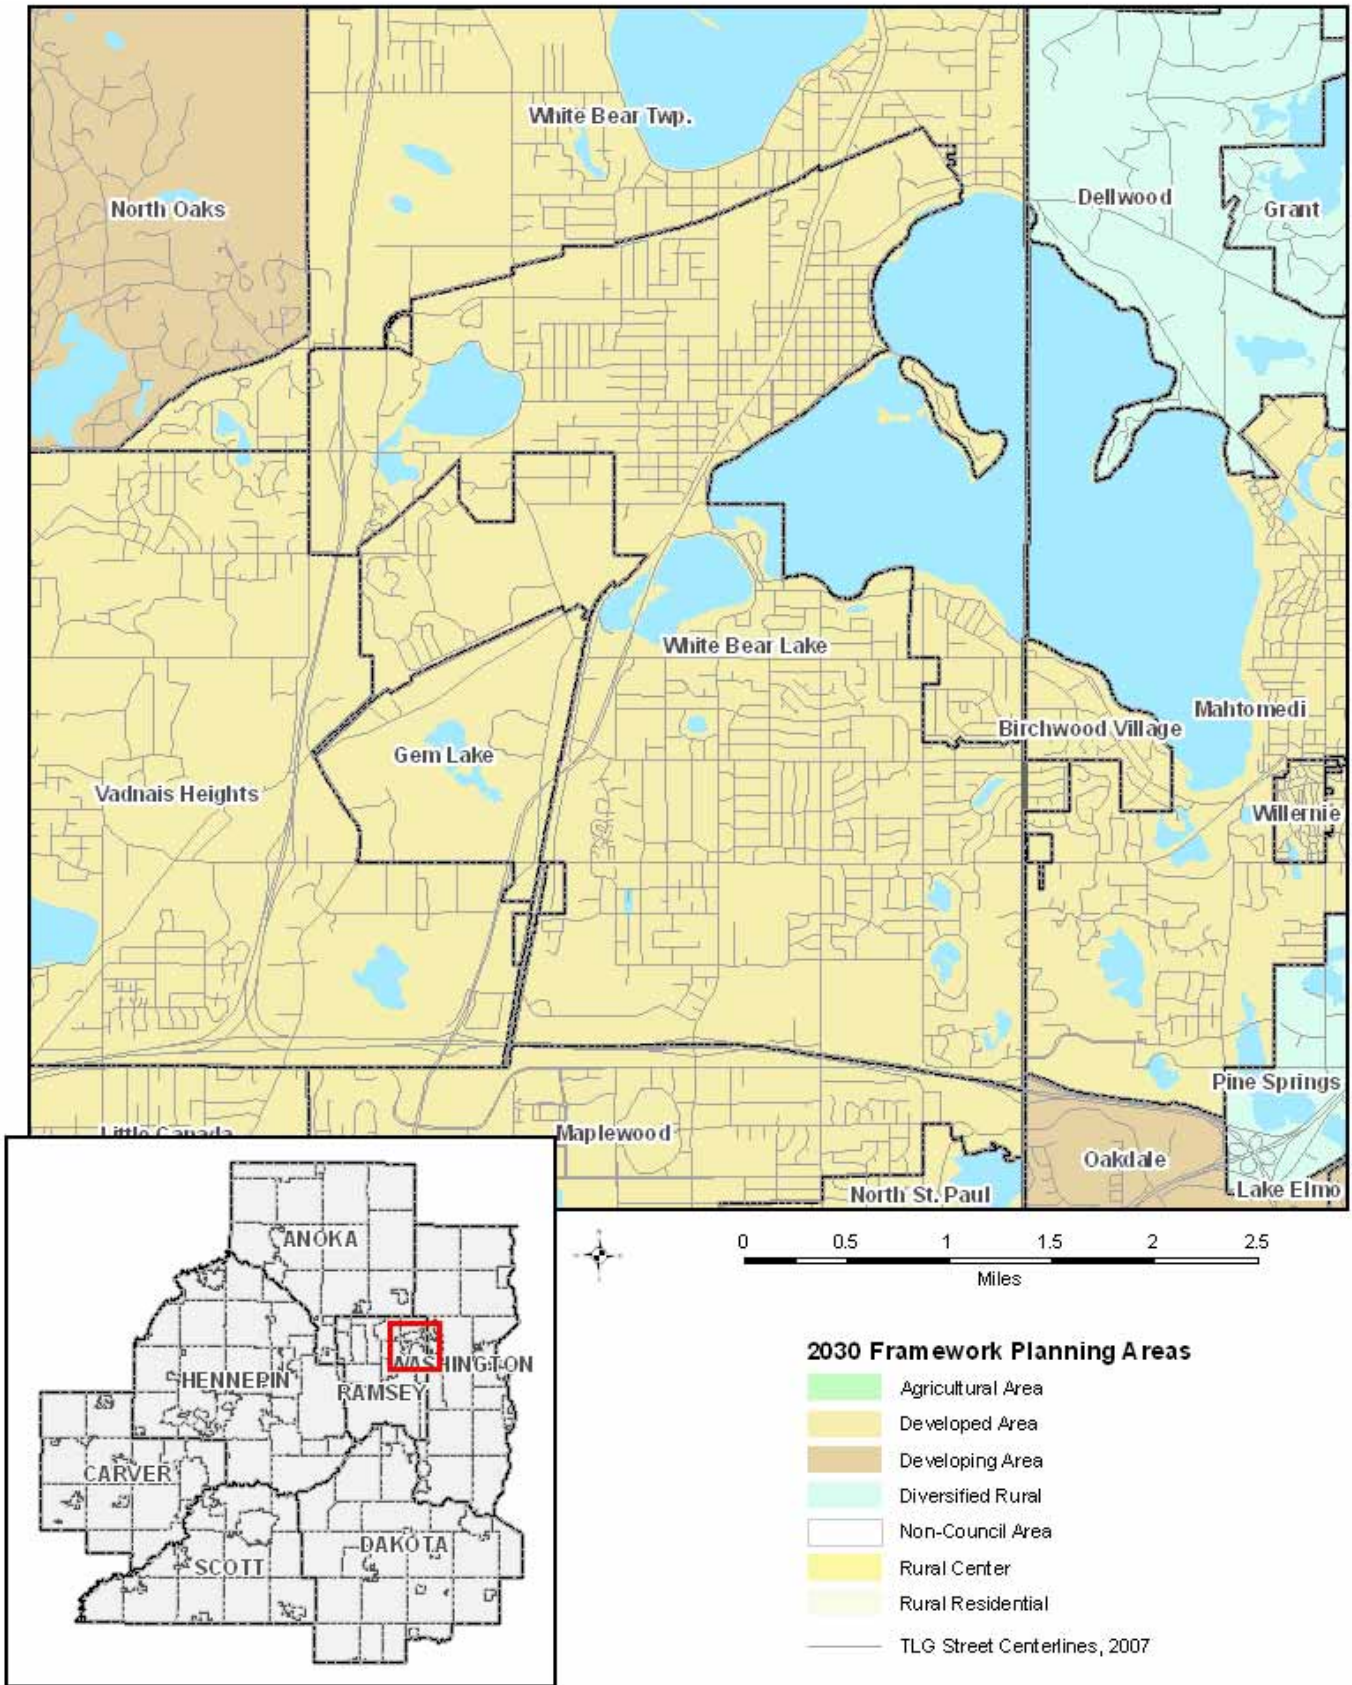 White Bear Twp.
North Oaks
Dellwood
Grant
White Bear Lake
Mahtomedi
Birchwood Village
Gem Lake
Vadnais Heights
Willernie
Pine Springs
Little Canada
Maplewood
Oakdale
North St. Paul
Lake Elmo
ANOKA
WASHINGTON
HENNEPIN
RAMSEY
CARVER
DAKOTA
SCOTT
0 0.5 1 1.5 2 2.5
Miles
2030 Framework Planning Areas
Agricultural Area
Developed Area
Developing Area
Diversified Rural
Non-Council Area
Rural Center
Rural Residential
TLG Street Centerlines, 2007